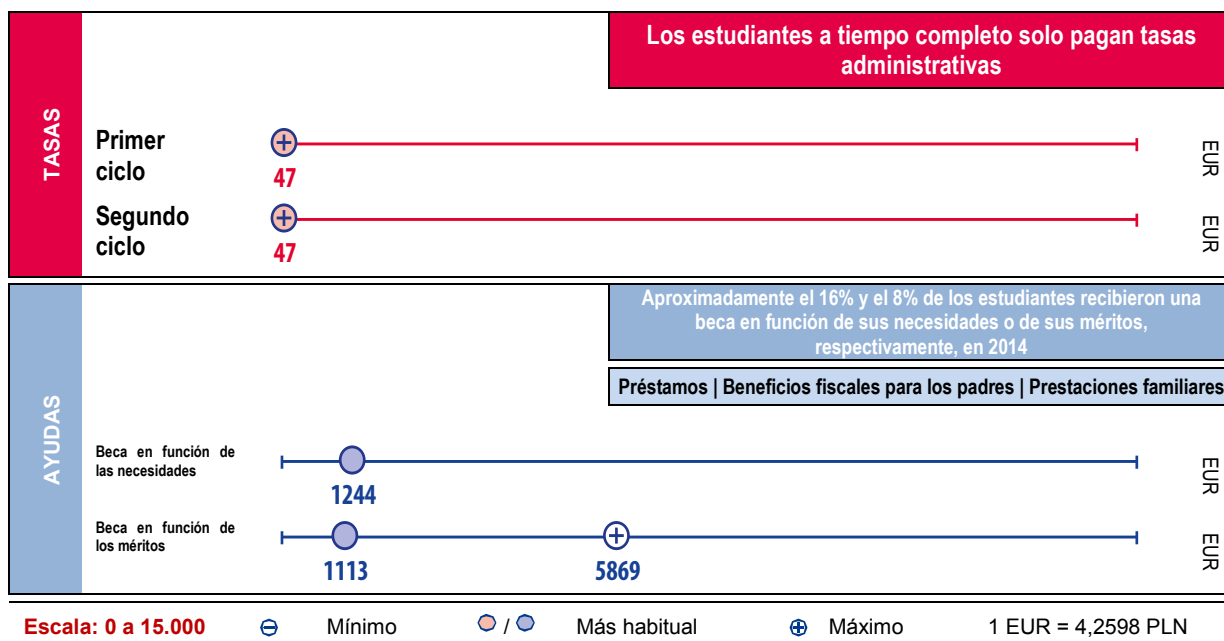 Los estudiantes a tiempo completo solo pagan tasas
administrativas
TASAS
Primer
ciclo
47
EUR
Segundo
ciclo
47
EUR
Aproximadamente el 16% y el 8% de los estudiantes recibieron una
beca en función de sus necesidades o de sus méritos,
respectivamente, en 2014
Préstamos | Beneficios fiscales para los padres | Prestaciones familiares
AYUDAS
Beca en función de
las necesidades
1244
EUR
Beca en función de
los méritos
1113
5869
EUR
Escala: 0 a 15.000
Mínimo
/
Más habitual
Máximo
1 EUR = 4,2598 PLN